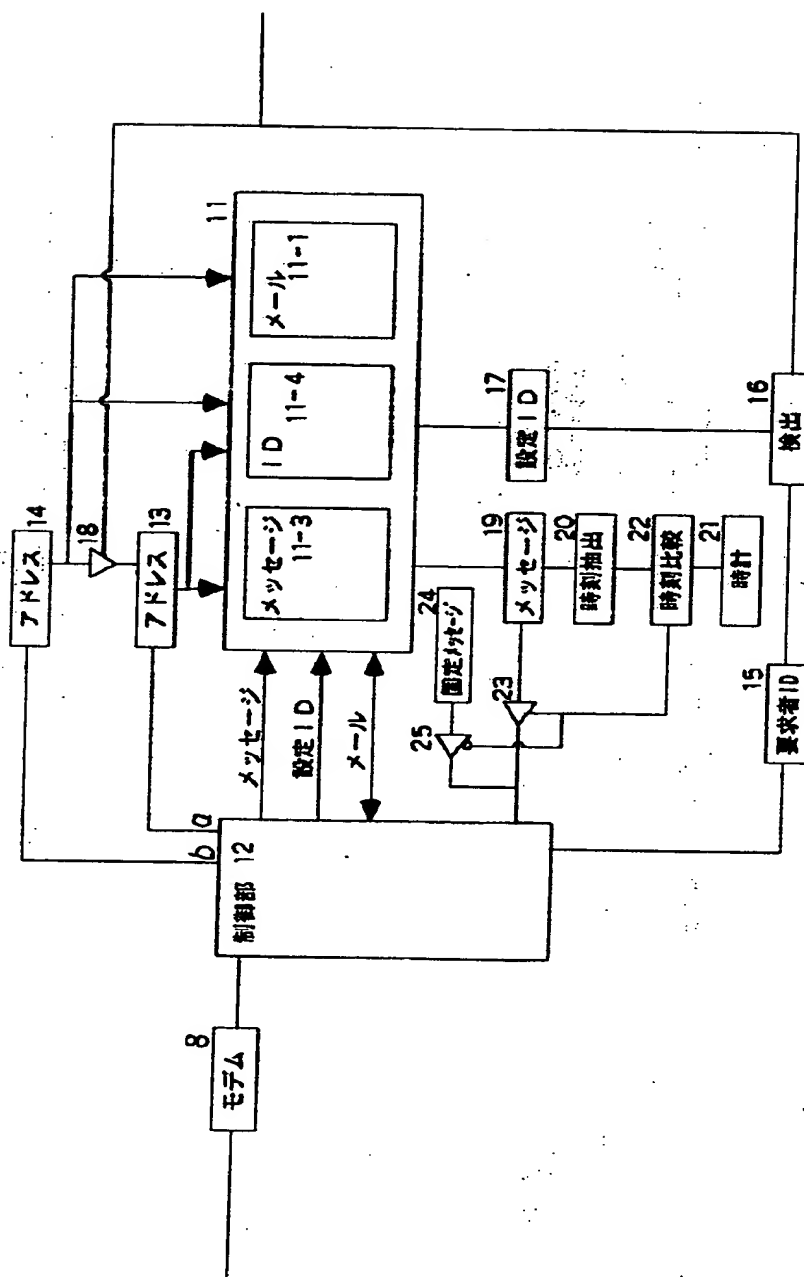 アドレス 14
18
アドレス 13
b
a
11
メッセージ
11-3
ID
11-4
メール
11-1
メッセージ
設定ID
メール
制御部 12
8
モデム
24
固定メッセージ
25
23
メッセージ 19
時刻抽出 20
時刻比較 22
時計 21
設定ID 17
要求者ID 15
検出 16